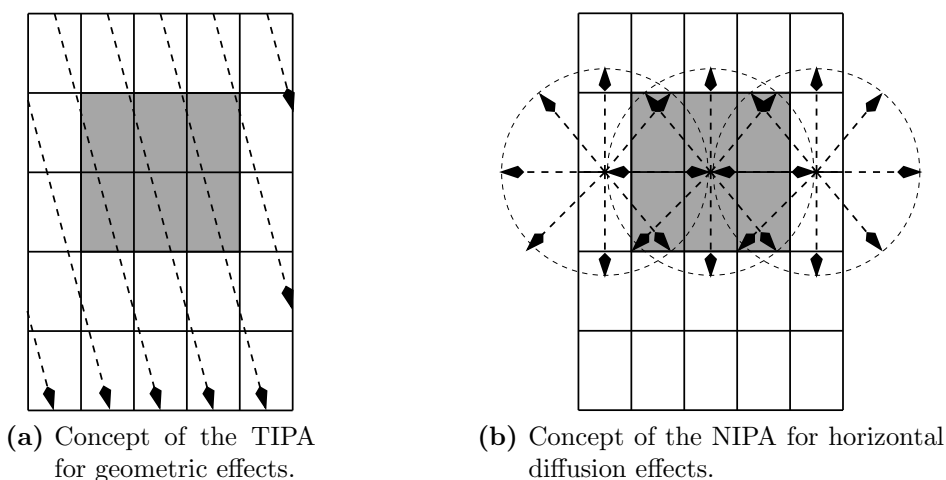 (a) Concept of the TIPA
for geometric effects.
(b) Concept of the NIPA for horizontal
diffusion effects.